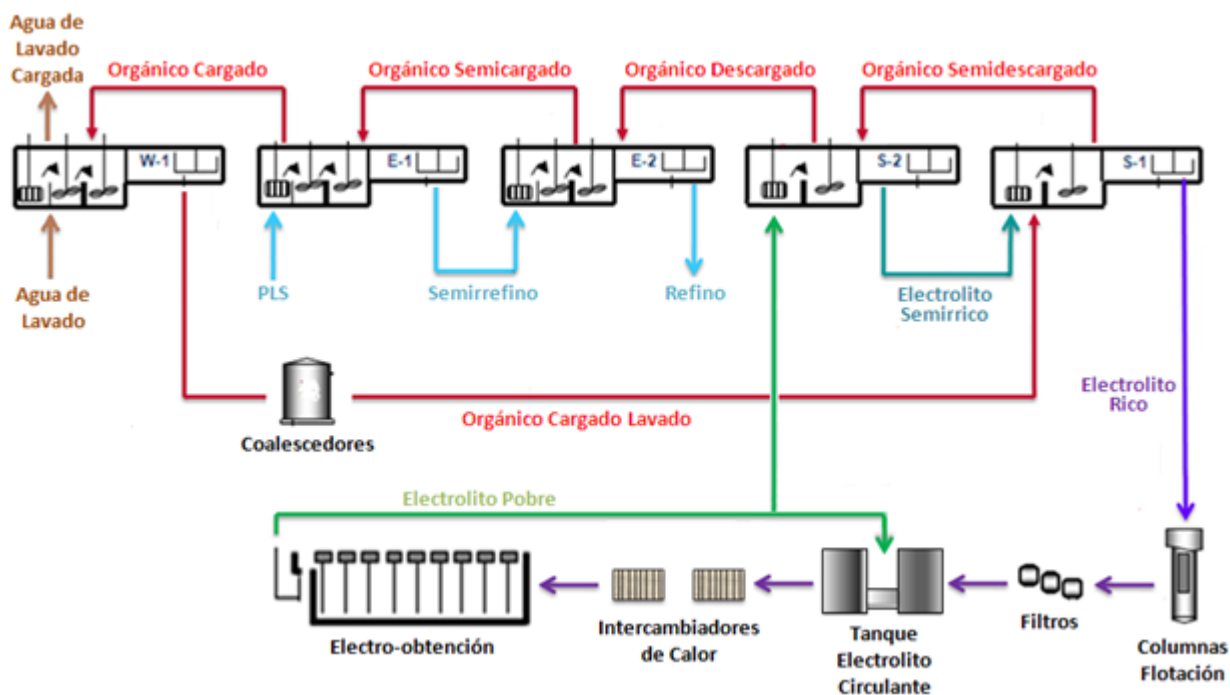 Agua de
Lavado
Cargada
Orgánico Cargado
Orgánico Semicargado
Orgánico Descargado
Orgánico Semidescargado
W-1
E-1
E-2
S-2
S-1
Agua de
Lavado
PLS
Semirrefino
Refino
Electrolito
Semirrico
Electrolito
Rico
Orgánico Cargado Lavado
Coalescedores
Electrolito Pobre
Electro-obtención
Intercambiadores
de Calor
Tanque
Electrolito
Circulante
Filtros
Columnas
Flotación